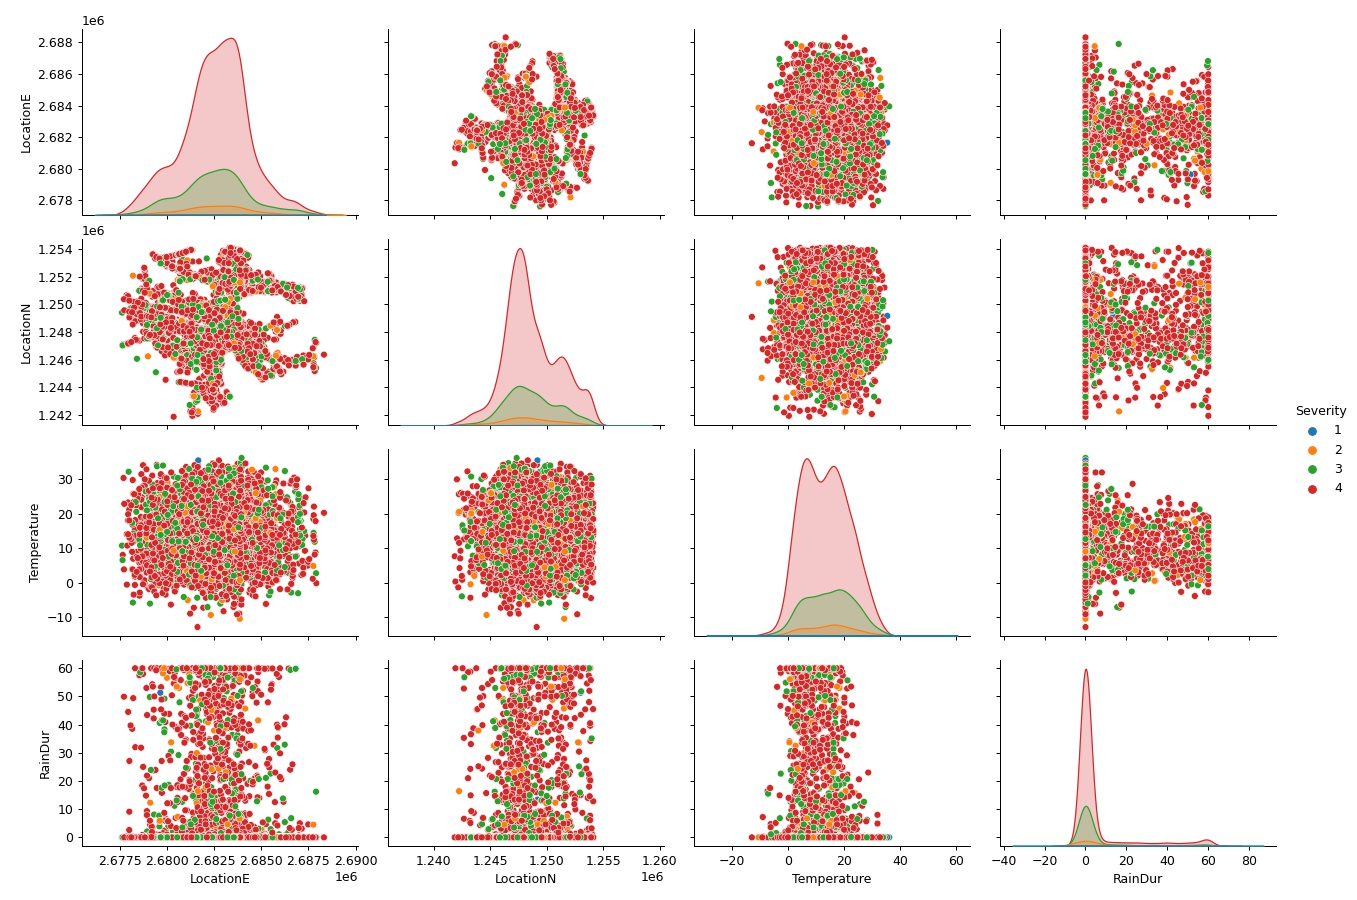 1e6
2.688
2.686
2.684
2.682
2.680
2.678
LocationE
1e6
1.254
1.252
1.250
1.248
1.246
1.244
1.242
LocationN
30
20
10
0
−10
Temperature
60
50
40
30
20
10
0
RainDur
2.6775 2.6800 2.6825 2.6850 2.6875 2.6900
1e6
LocationE
1.240 1.245 1.250 1.255 1.260
1e6
LocationN
−20 0 20 40 60
Temperature
−40 −20 0 20 40 60 80
RainDur
Severity
1
2
3
4